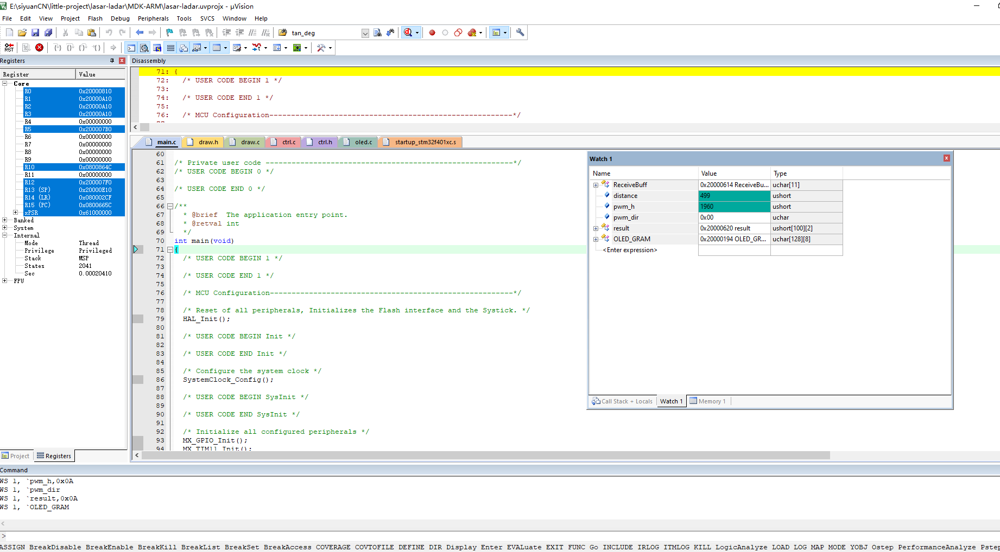 E:\siyuanCN\little-project\lasar-ladar\MDK-ARM\lasar-ladar.uvprojx - µVision
File Edit View Project Flash Debug Peripherals Tools SVCS Window Help
tan_deg
RST
Registers
Register Value
Core
R0 0x20000810
R1 0x20000A10
R2 0x20000A10
R3 0x20000A10
R4 0x00000000
R5 0x200007B0
R6 0x00000000
R7 0x00000000
R8 0x00000000
R9 0x00000000
R10 0x0800864C
R11 0x00000000
R12 0x200007F0
R13 (SP) 0x20000E10
R14 (LR) 0x080002CF
R15 (PC) 0x0800665C
xPSR 0x61000000
Banked
System
Internal
Mode Thread
Privilege Privileged
Stack MSP
States 2041
Sec 0.00020410
FPU
Project Registers
Disassembly
71: {
72: /* USER CODE BEGIN 1 */
73:
74: /* USER CODE END 1 */
75:
76: /* MCU Configuration--------------------------------------------------------*/
main.c draw.h draw.c ctrl.c ctrl.h oled.c startup_stm32f401xc.s
60
61 /* Private user code ---------------------------------------------------------*/
62 /* USER CODE BEGIN 0 */
63
64 /* USER CODE END 0 */
65
66 /**
67 * @brief The application entry point.
68 * @retval int
69 */
70 int main(void)
71 {
72 /* USER CODE BEGIN 1 */
73
74 /* USER CODE END 1 */
75
76 /* MCU Configuration--------------------------------------------------------*/
77
78 /* Reset of all peripherals, Initializes the Flash interface and the Systick. */
79 HAL_Init();
80
81 /* USER CODE BEGIN Init */
82
83 /* USER CODE END Init */
84
85 /* Configure the system clock */
86 SystemClock_Config();
87
88 /* USER CODE BEGIN SysInit */
89
90 /* USER CODE END SysInit */
91
92 /* Initialize all configured peripherals */
93 MX_GPIO_Init();
94 MX_TIM11_Init();
Watch 1
Name Value Type
ReceiveBuff 0x20000614 ReceiveBu... uchar[11]
distance 499 ushort
pwm_h 1960 ushort
pwm_dir 0x00 uchar
result 0x20000620 result ushort[100][2]
OLED_GRAM 0x20000194 OLED_GR... uchar[128][8]
<Enter expression>
Call Stack + Locals Watch 1 Memory 1
Command
WS 1, `pwm_h,0x0A
WS 1, `pwm_dir
WS 1, `result,0x0A
WS 1, `OLED_GRAM
>
ASSIGN BreakDisable BreakEnable BreakKill BreakList BreakSet BreakAccess COVERAGE COVTOFILE DEFINE DIR Display Enter EVALuate EXIT FUNC Go INCLUDE IRLOG ITMLOG KILL LogicAnalyze LOAD LOG MAP MODE YOBJ Ostep PerformanceAnalyze Pstep